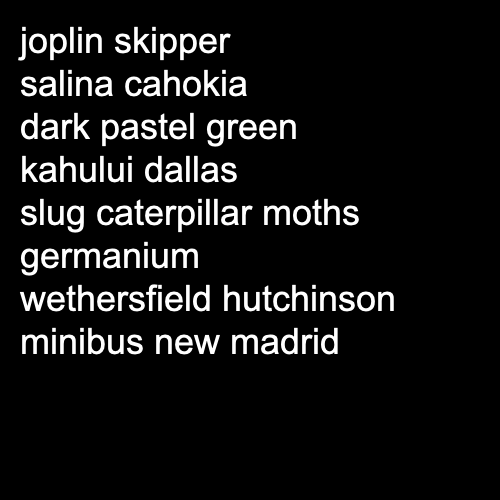 joplin skipper
salina cahokia
dark pastel green
kahului dallas
slug caterpillar moths
germanium
wethersfield hutchinson
minibus new madrid